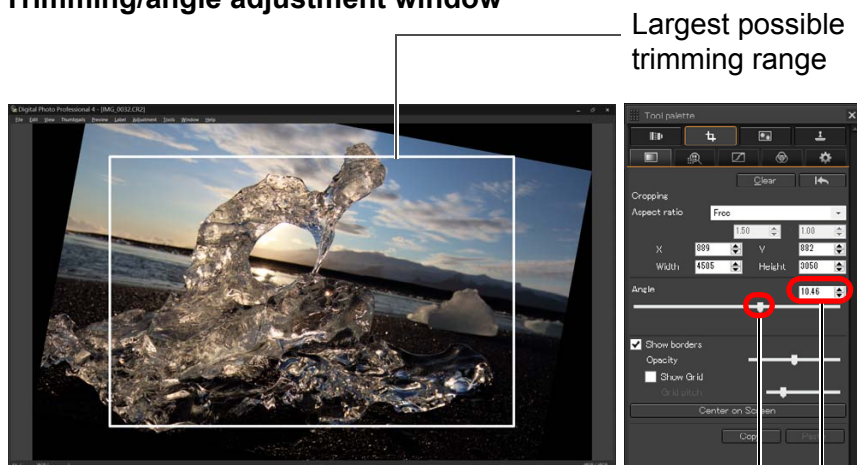 Trimming/angle adjustment window
Largest possible
trimming range
Digital Photo Professional 4 - [IMG_0032.CR2]
File Edit View Thumbnails Preview Label Adjustment Tools Window Help
Tool palette
Clear
Cropping
Aspect ratio Free
1.50 1.00
X 889 Y 882
Width 4505 Height 3050
Angle 10.46
Show borders
Opacity
Show Grid
Grid pitch
Center on Screen
Copy Paste